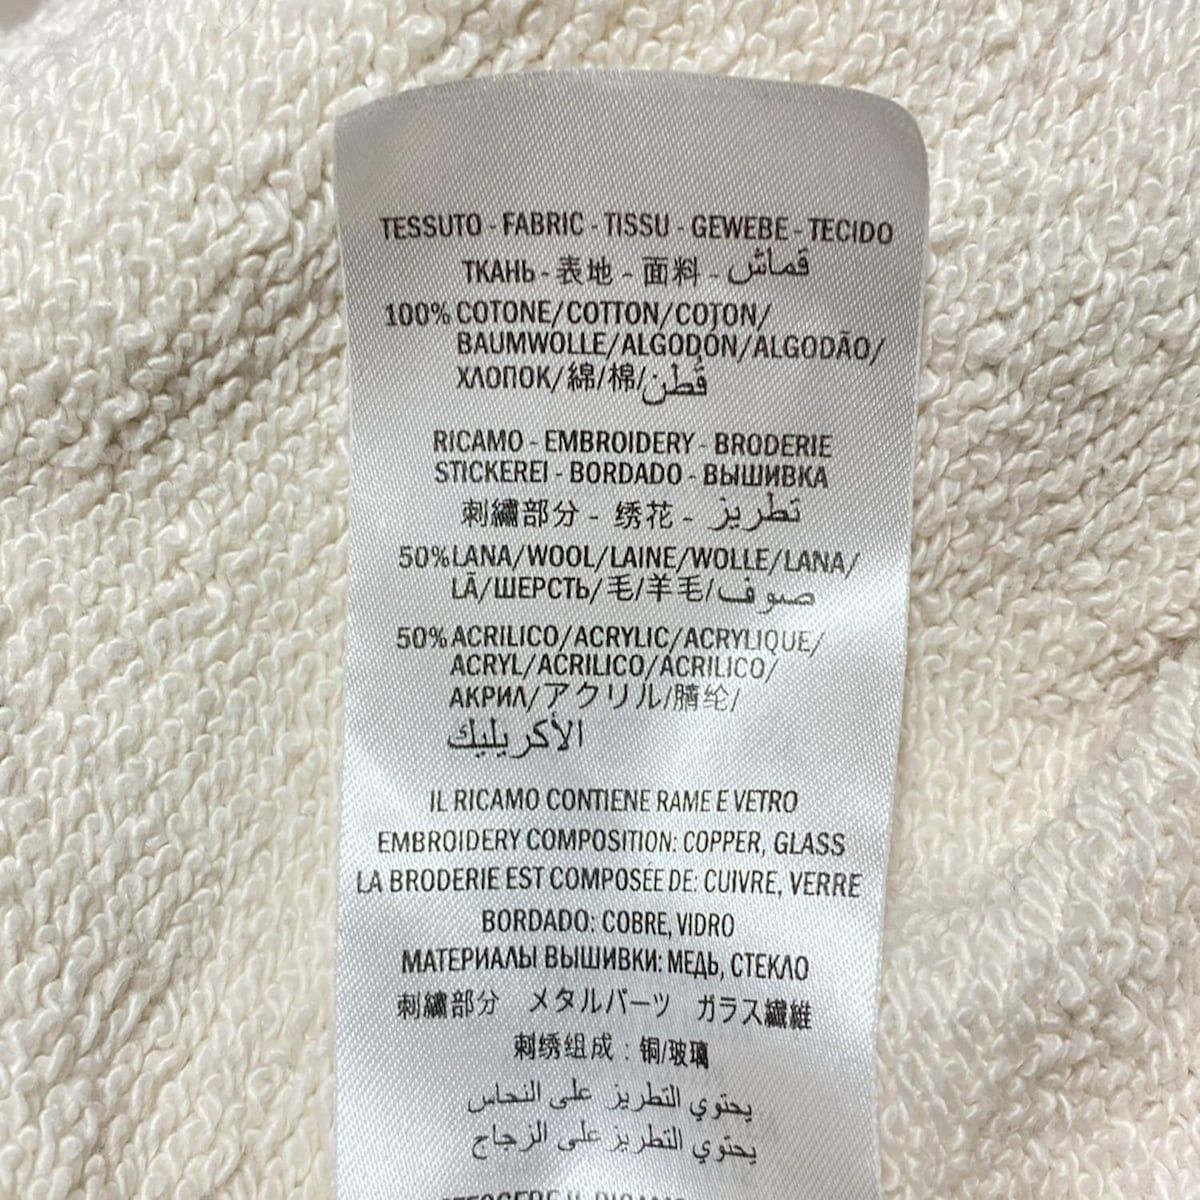 TESSUTO - FABRIC - TISSU - GEWEBE - TECIDO
ТКАНЬ - 表地 - 面料 - قماش
100% COTONE/COTTON/COTON/
BAUMWOLLE/ALGODÓN/ALGODÃO/
ХЛОПОК/綿/棉/قطن
RICAMO - EMBROIDERY - BRODERIE
STICKEREI - BORDADO - ВЫШИВКА
刺繍部分 - 绣花 - تطريز
50% LANA/WOOL/LAINE/WOLLE/LANA/
LÃ/ШЕРСТЬ/毛/羊毛/صوف
50% ACRILICO/ACRYLIC/ACRYLIQUE/
ACRYL/ACRILICO/ACRILICO/
АКРИЛ/アクリル/腈纶/
الأكريليك
IL RICAMO CONTIENE RAME E VETRO
EMBROIDERY COMPOSITION: COPPER, GLASS
LA BRODERIE EST COMPOSÉE DE: CUIVRE, VERRE
BORDADO: COBRE, VIDRO
МАТЕРИАЛЫ ВЫШИВКИ: МЕДЬ, СТЕКЛО
刺繍部分 メタルパーツ ガラス繊維
刺绣组成：铜/玻璃
يحتوي التطريز على النحاس
يحتوي التطريز على الزجاج